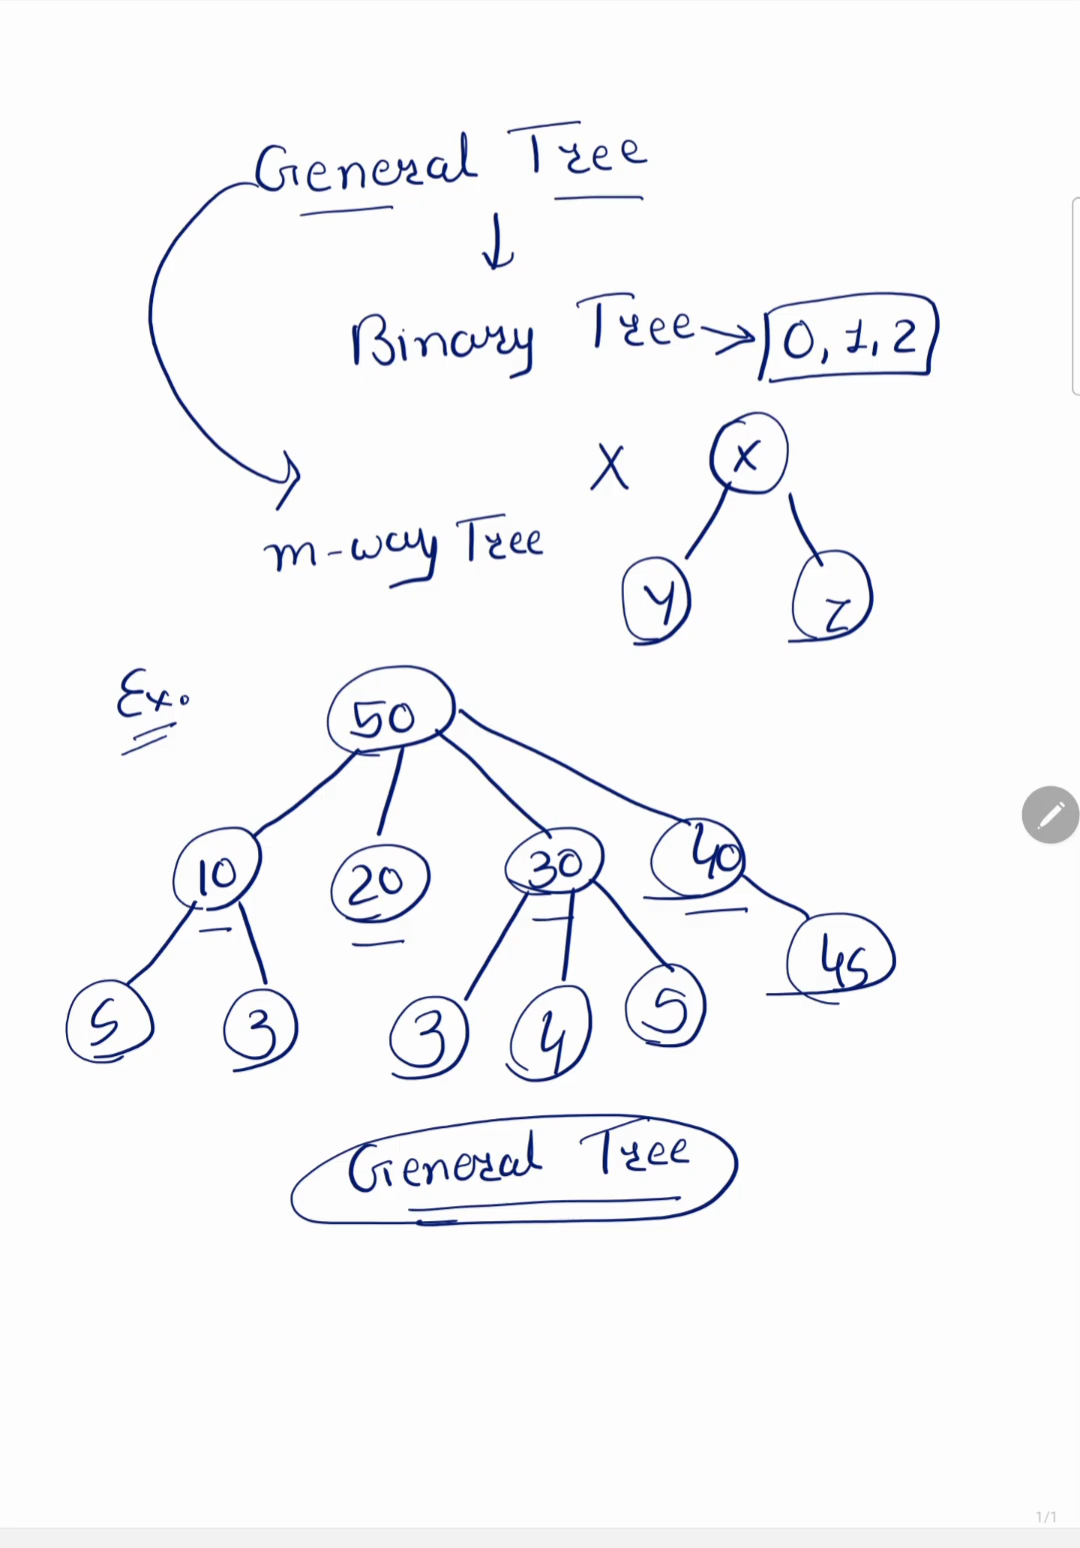 General Tree
↓
Binary Tree → 0, 1, 2
X X
m-way Tree
Y Z
Ex.
50
10 20 30 40
45
5 3 3 4 5
General Tree
1/1